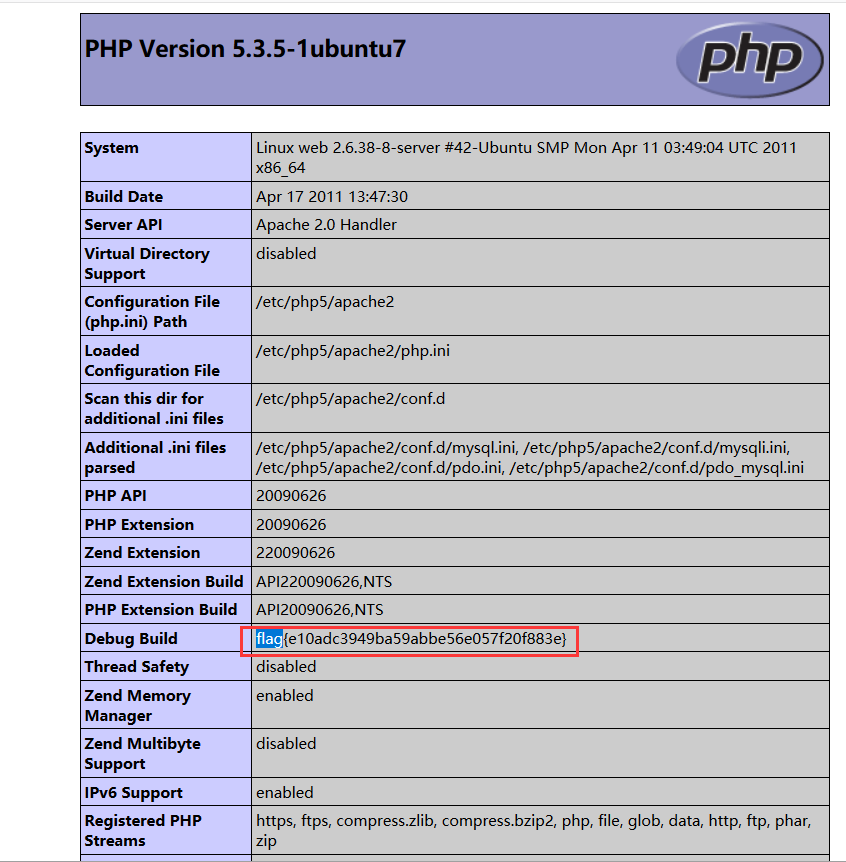 PHP Version 5.3.5-1ubuntu7
php
System
Linux web 2.6.38-8-server #42-Ubuntu SMP Mon Apr 11 03:49:04 UTC 2011
x86_64
Build Date
Apr 17 2011 13:47:30
Server API
Apache 2.0 Handler
Virtual Directory
Support
disabled
Configuration File
(php.ini) Path
/etc/php5/apache2
Loaded
Configuration File
/etc/php5/apache2/php.ini
Scan this dir for
additional .ini files
/etc/php5/apache2/conf.d
Additional .ini files
parsed
/etc/php5/apache2/conf.d/mysql.ini, /etc/php5/apache2/conf.d/mysqli.ini,
/etc/php5/apache2/conf.d/pdo.ini, /etc/php5/apache2/conf.d/pdo_mysql.ini
PHP API
20090626
PHP Extension
20090626
Zend Extension
220090626
Zend Extension Build
API220090626,NTS
PHP Extension Build
API20090626,NTS
Debug Build
flag{e10adc3949ba59abbe56e057f20f883e}
Thread Safety
disabled
Zend Memory
Manager
enabled
Zend Multibyte
Support
disabled
IPv6 Support
enabled
Registered PHP
Streams
https, ftps, compress.zlib, compress.bzip2, php, file, glob, data, http, ftp, phar,
zip